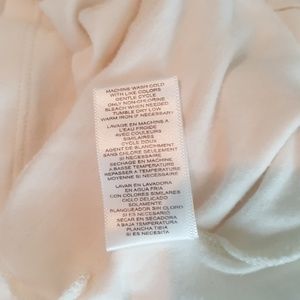 MACHINE WASH COLD
WITH LIKE COLORS
GENTLE CYCLE
ONLY NON-CHLORINE
BLEACH WHEN NEEDED
TUMBLE DRY LOW
WARM IRON IF NECESSARY
LAVAGE EN MACHINE A
L'EAU FROIDE
AVEC COULEURS
SIMILAIRES
CYCLE DOUX
AGENT DE BLANCHIMENT
SANS CHLORE SEULEMENT
SI NECESSAIRE
SECHAGE EN MACHINE
A BASSE TEMPERATURE
REPASSER A TEMPERATURE
MOYENNE SI NECESSAIRE
LAVAR EN LAVADORA
EN AGUA FRIA
CON COLORES SIMILARES
CICLO DELICADO
SOLAMENTE
BLANQUEADOR SIN CLORO
SI ES NECESARIO
SECAR EN SECADORA
A BAJA TEMPERATURA
PLANCHA TIBIA
SI ES NECESARIO